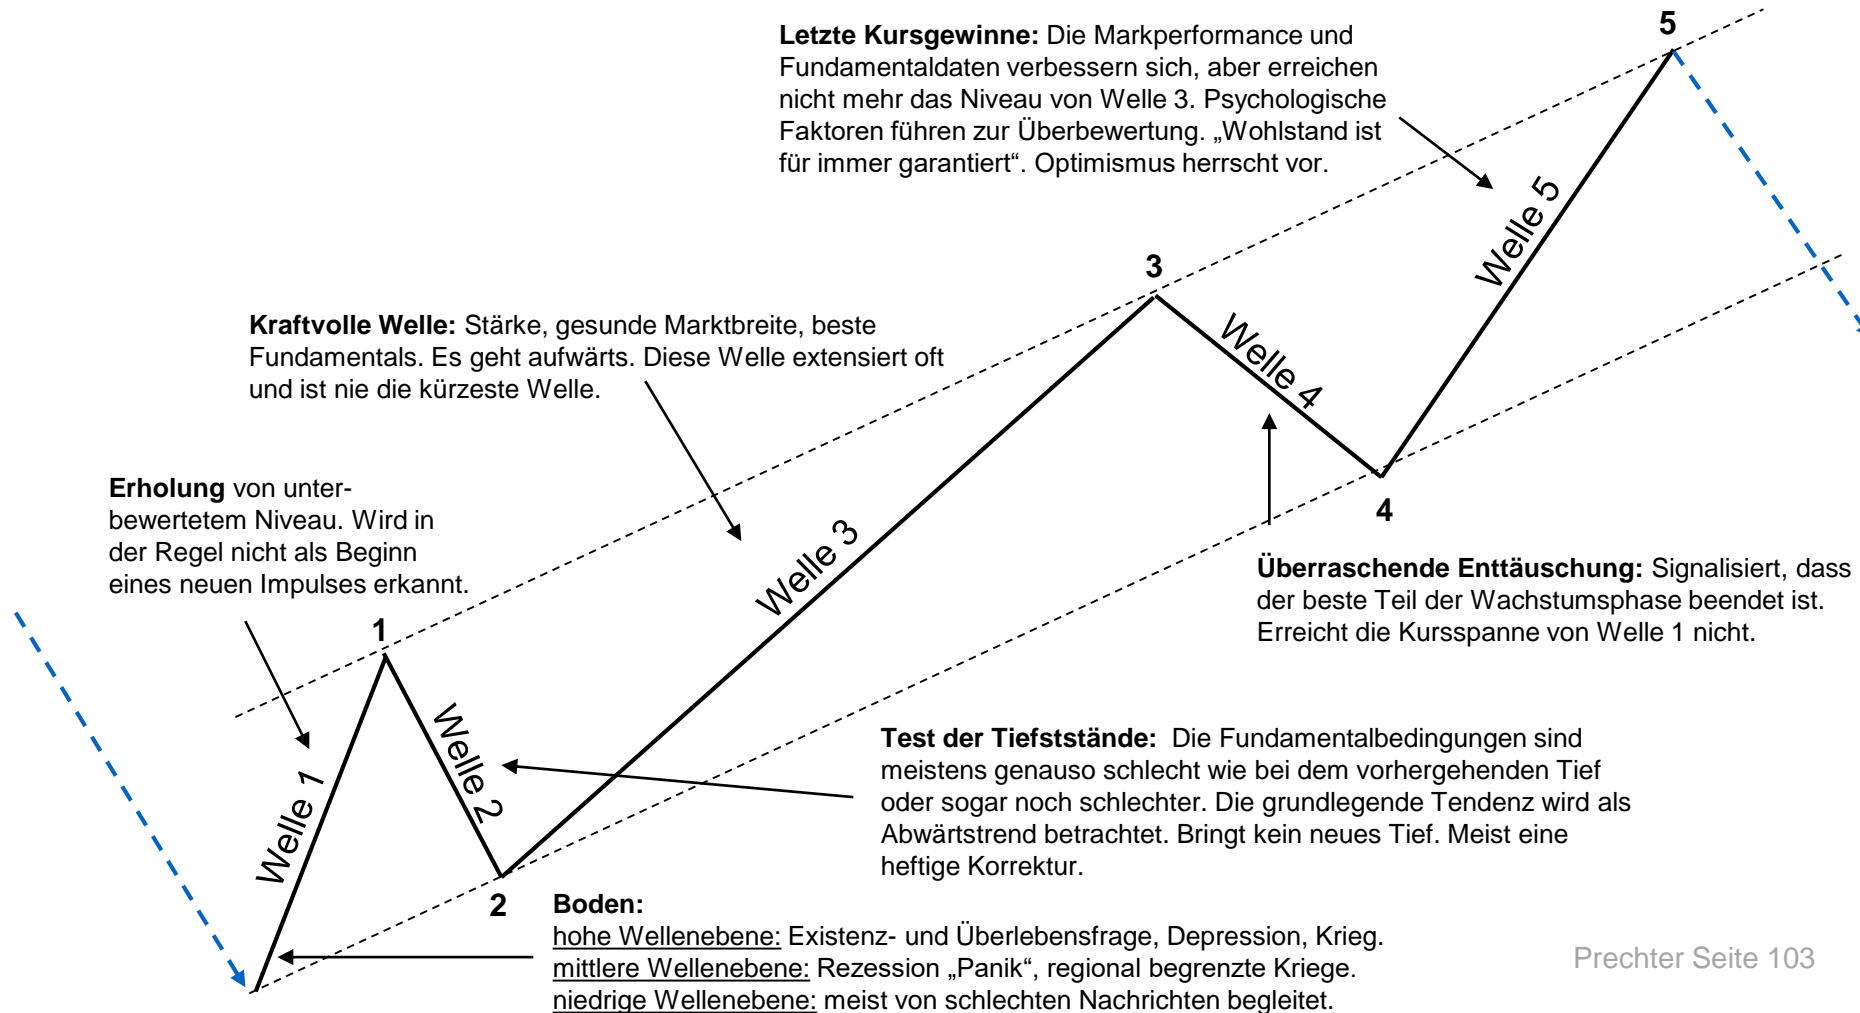 5
Letzte Kursgewinne: Die Markperformance und
Fundamentaldaten verbessern sich, aber erreichen
nicht mehr das Niveau von Welle 3. Psychologische
Faktoren führen zur Überbewertung. „Wohlstand ist
für immer garantiert“. Optimismus herrscht vor.
Welle 5
3
Kraftvolle Welle: Stärke, gesunde Marktbreite, beste
Fundamentals. Es geht aufwärts. Diese Welle extensiert oft
und ist nie die kürzeste Welle.
Welle 4
Erholung von unter-
bewertetem Niveau. Wird in
der Regel nicht als Beginn
eines neuen Impulses erkannt.
4
Welle 3
Überraschende Enttäuschung: Signalisiert, dass
der beste Teil der Wachstumsphase beendet ist.
Erreicht die Kursspanne von Welle 1 nicht.
1
Welle 2
Welle 1
Test der Tiefststände: Die Fundamentalbedingungen sind
meistens genauso schlecht wie bei dem vorhergehenden Tief
oder sogar noch schlechter. Die grundlegende Tendenz wird als
Abwärtstrend betrachtet. Bringt kein neues Tief. Meist eine
heftige Korrektur.
2
Boden:
hohe Wellenebene: Existenz- und Überlebensfrage, Depression, Krieg.
mittlere Wellenebene: Rezession „Panik“, regional begrenzte Kriege.
niedrige Wellenebene: meist von schlechten Nachrichten begleitet.
Prechter Seite 103